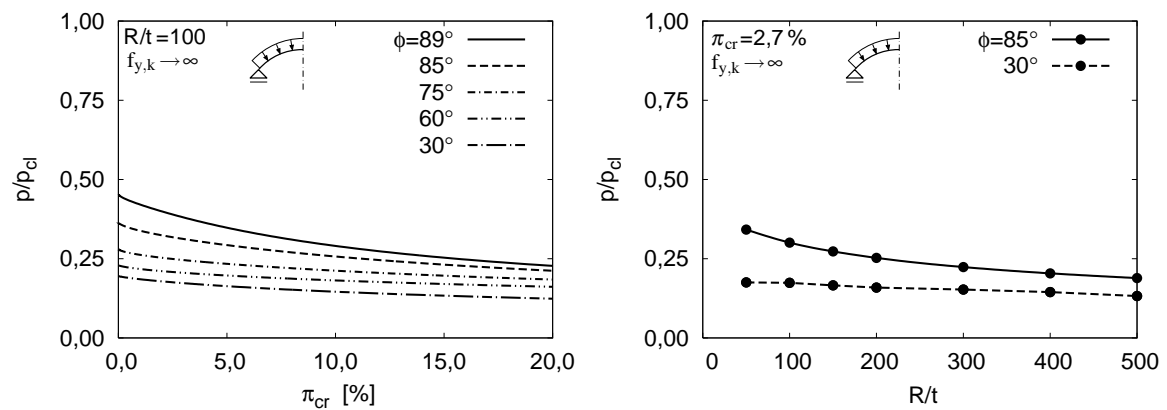 1,00
0,75
0,50
0,25
0,00
p/p_cl
R/t=100
f_y,k→∞
ϕ=89°
85°
75°
60°
30°
0,0 5,0 10,0 15,0 20,0
π_cr [%]
1,00
0,75
0,50
0,25
0,00
p/p_cl
π_cr=2,7%
f_y,k→∞
ϕ=85°
30°
0 100 200 300 400 500
R/t